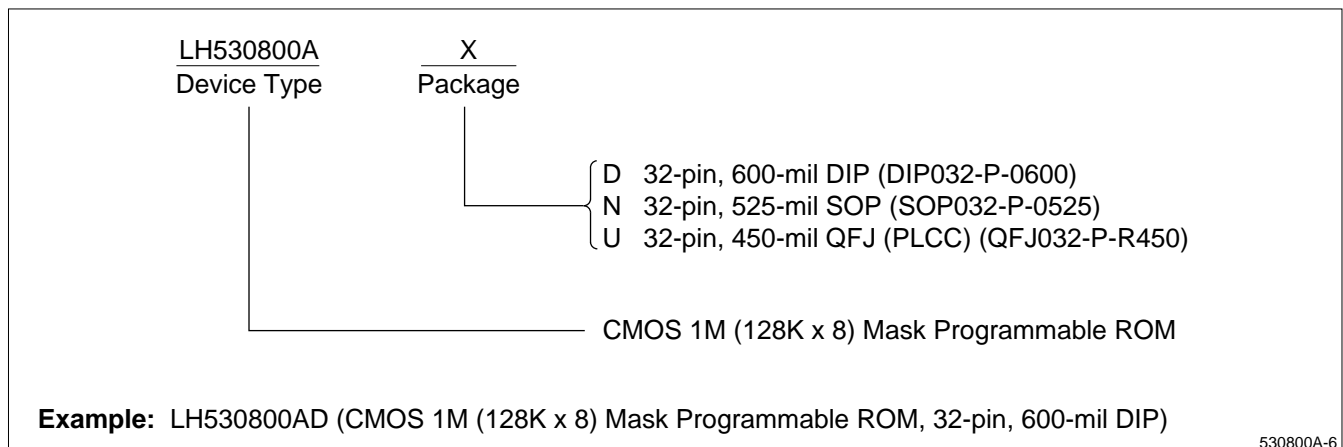 LH530800A X
Device Type Package
D 32-pin, 600-mil DIP (DIP032-P-0600)
N 32-pin, 525-mil SOP (SOP032-P-0525)
U 32-pin, 450-mil QFJ (PLCC) (QFJ032-P-R450)
CMOS 1M (128K x 8) Mask Programmable ROM
Example: LH530800AD (CMOS 1M (128K x 8) Mask Programmable ROM, 32-pin, 600-mil DIP)
530800A-6